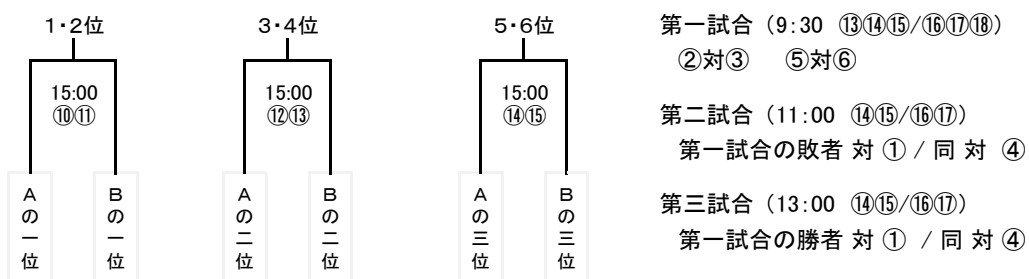 1・2位
15:00
⑩⑪
Aの一位
Bの一位
3・4位
15:00
⑫⑬
Aの二位
Bの二位
5・6位
15:00
⑭⑮
Aの三位
Bの三位
第一試合（9:30 ⑬⑭⑮/⑯⑰⑱）
②対③ ⑤対⑥
第二試合（11:00 ⑭⑮/⑯⑰）
第一試合の敗者 対 ① / 同 対 ④
第三試合（13:00 ⑭⑮/⑯⑰）
第一試合の勝者 対 ① / 同 対 ④